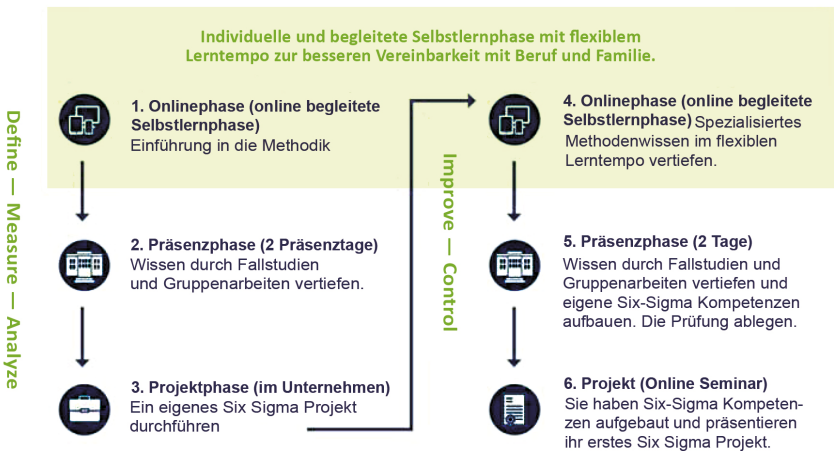 Individuelle und begleitete Selbstlernphase mit flexiblem
Lerntempo zur besseren Vereinbarkeit mit Beruf und Familie.
Define — Measure — Analyze
1. Onlinephase (online begleitete
Selbstlernphase)
Einführung in die Methodik
2. Präsenzphase (2 Präsenztage)
Wissen durch Fallstudien
und Gruppenarbeiten vertiefen.
3. Projektphase (im Unternehmen)
Ein eigenes Six Sigma Projekt
durchführen
Improve — Control
4. Onlinephase (online begleitete
Selbstlernphase) Spezialisiertes
Methodenwissen im flexiblen
Lerntempo vertiefen.
5. Präsenzphase (2 Tage)
Wissen durch Fallstudien und
Gruppenarbeiten vertiefen und
eigene Six-Sigma Kompetenzen
aufbauen. Die Prüfung ablegen.
6. Projekt (Online Seminar)
Sie haben Six-Sigma Kompeten-
zen aufgebaut und präsentieren
ihr erstes Six Sigma Projekt.